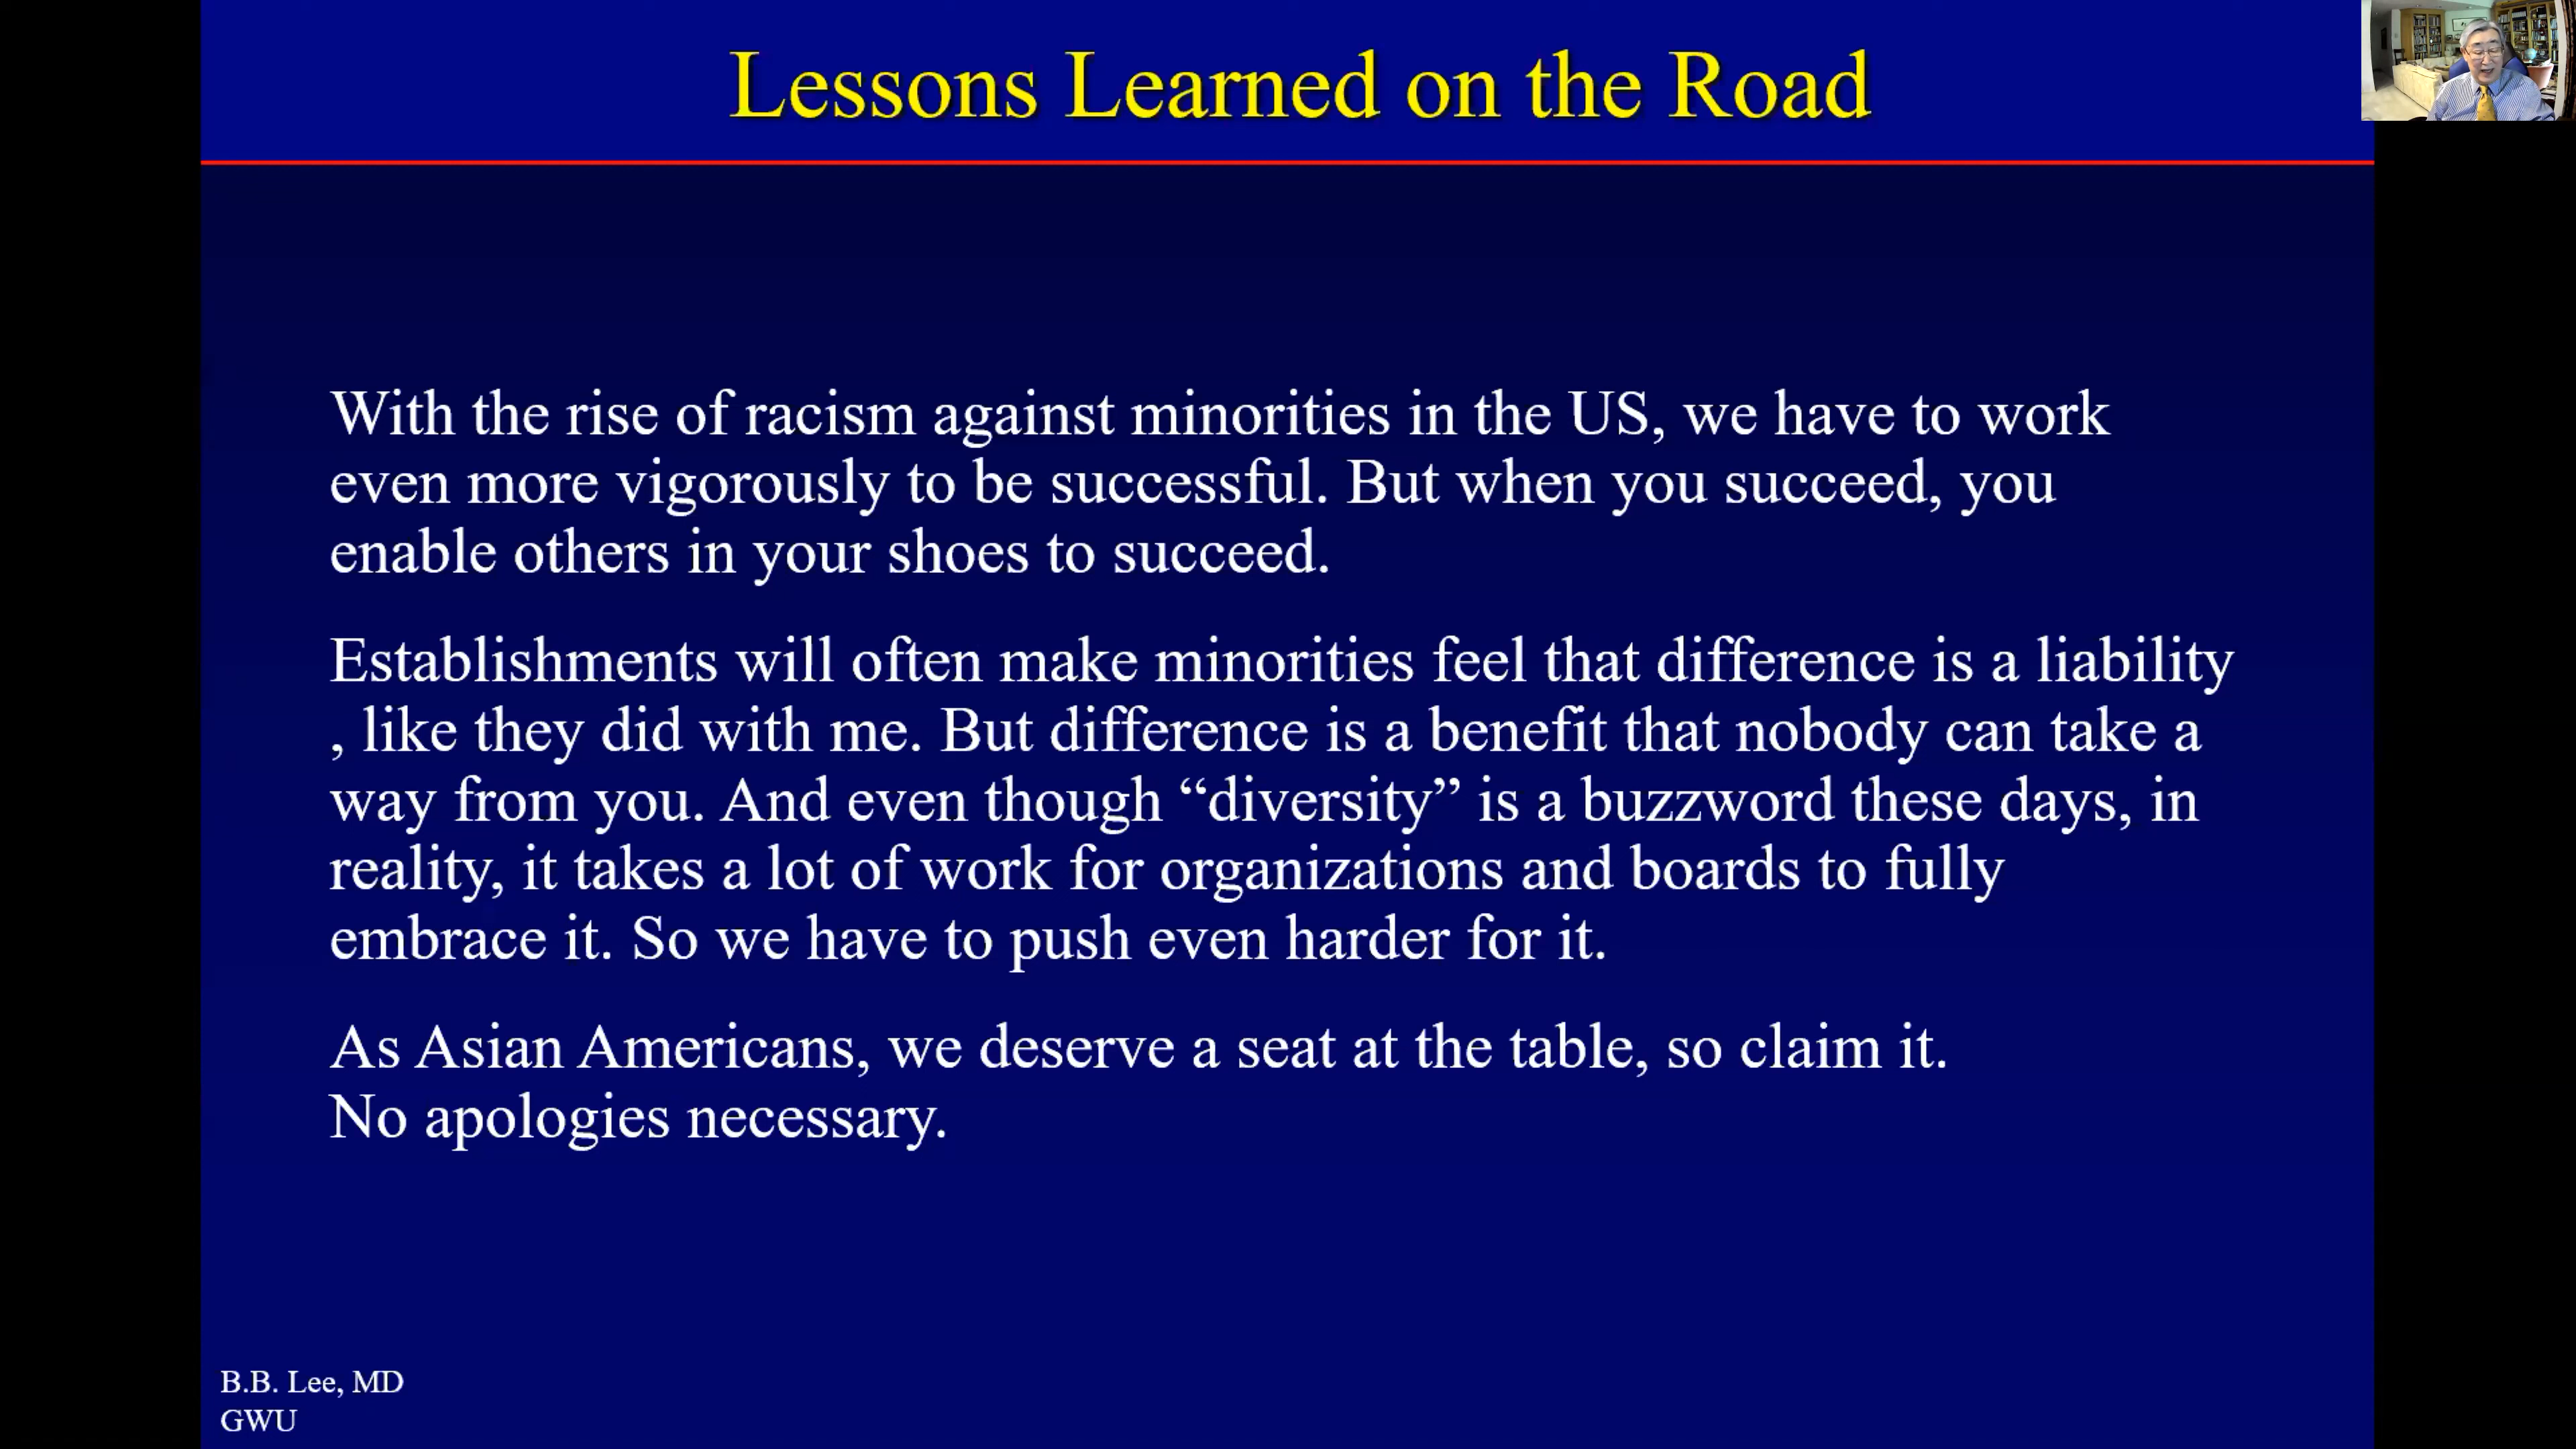 Lessons Learned on the Road
With the rise of racism against minorities in the US, we have to work
even more vigorously to be successful. But when you succeed, you
enable others in your shoes to succeed.
Establishments will often make minorities feel that difference is a liability
, like they did with me. But difference is a benefit that nobody can take a
way from you. And even though “diversity” is a buzzword these days, in
reality, it takes a lot of work for organizations and boards to fully
embrace it. So we have to push even harder for it.
As Asian Americans, we deserve a seat at the table, so claim it.
No apologies necessary.
B.B. Lee, MD
GWU